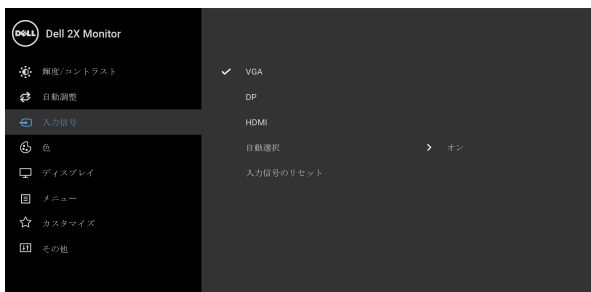 DELL Dell 2X Monitor
輝度/コントラスト
自動調整
入力信号
色
ディスプレイ
メニュー
カスタマイズ
その他
VGA
DP
HDMI
自動選択 オン
入力信号のリセット